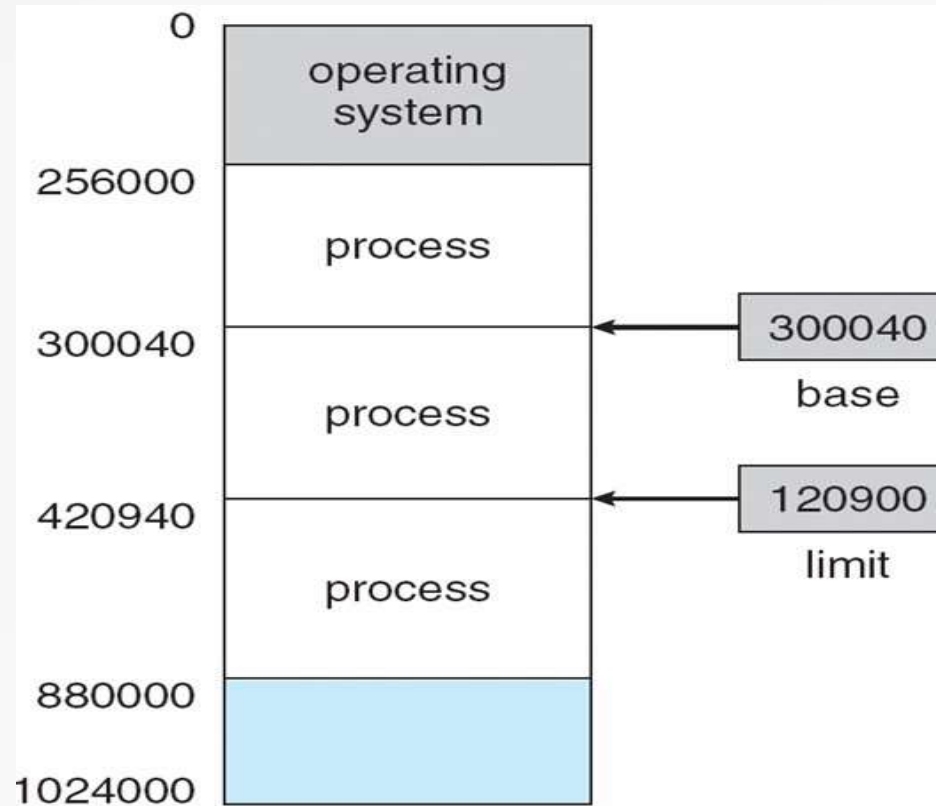 0
operating
system
256000
process
300040
300040
base
process
420940
120900
limit
process
880000
1024000